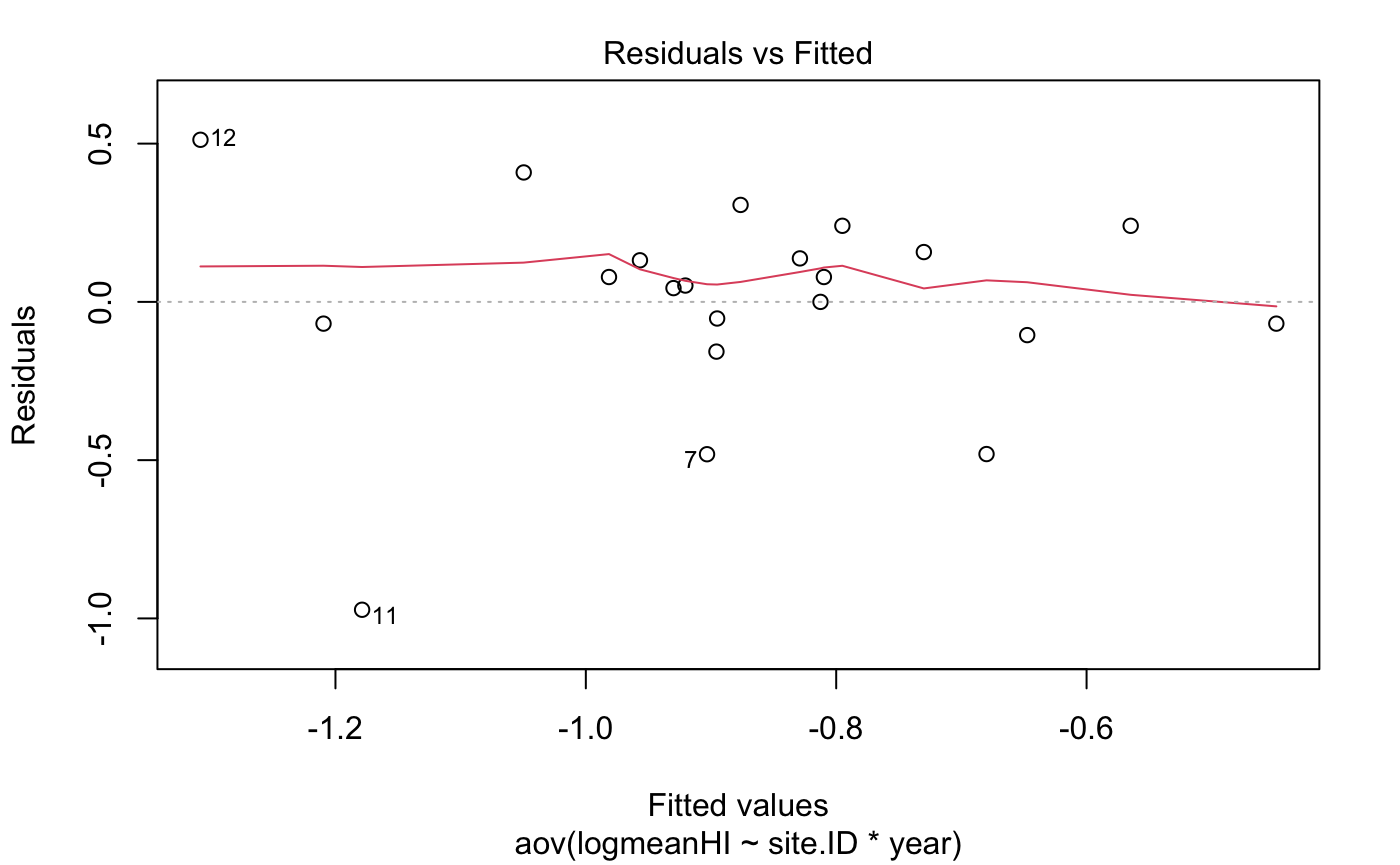 Residuals vs Fitted
Residuals
0.5
0.0
-0.5
-1.0
12
7
11
-1.2 -1.0 -0.8 -0.6
Fitted values
aov(logmeanHI ~ site.ID * year)